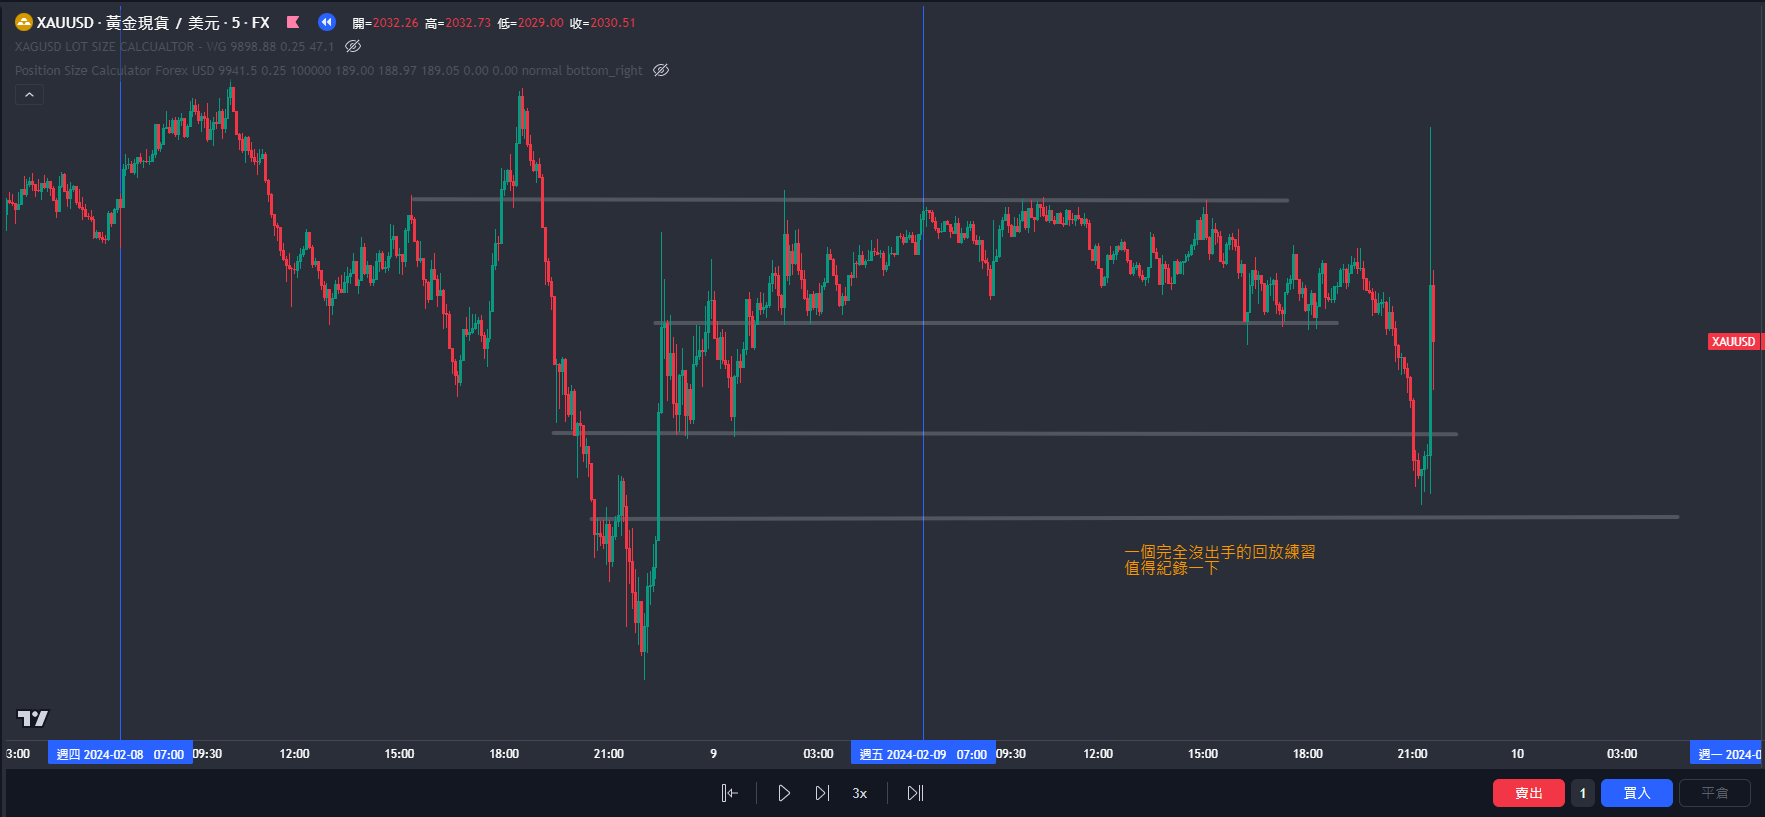 XAUUSD · 黃金現貨 / 美元 · 5 · FX 開=2032.26 高=2032.73 低=2029.00 收=2030.51
XAGUSD LOT SIZE CALCUALTOR - WG 9898.88 0.25 47.1
Position Size Calculator Forex USD 9941.5 0.25 100000 189.00 188.97 189.05 0.00 0.00 normal bottom_right
XAUUSD
一個完全沒出手的回放練習
值得紀錄一下
3:00 週四 2024-02-08 07:00 09:30 12:00 15:00 18:00 21:00 9 03:00 週五 2024-02-09 07:00 09:30 12:00 15:00 18:00 21:00 10 03:00 週一 2024-0
3x
賣出 1 買入 平倉